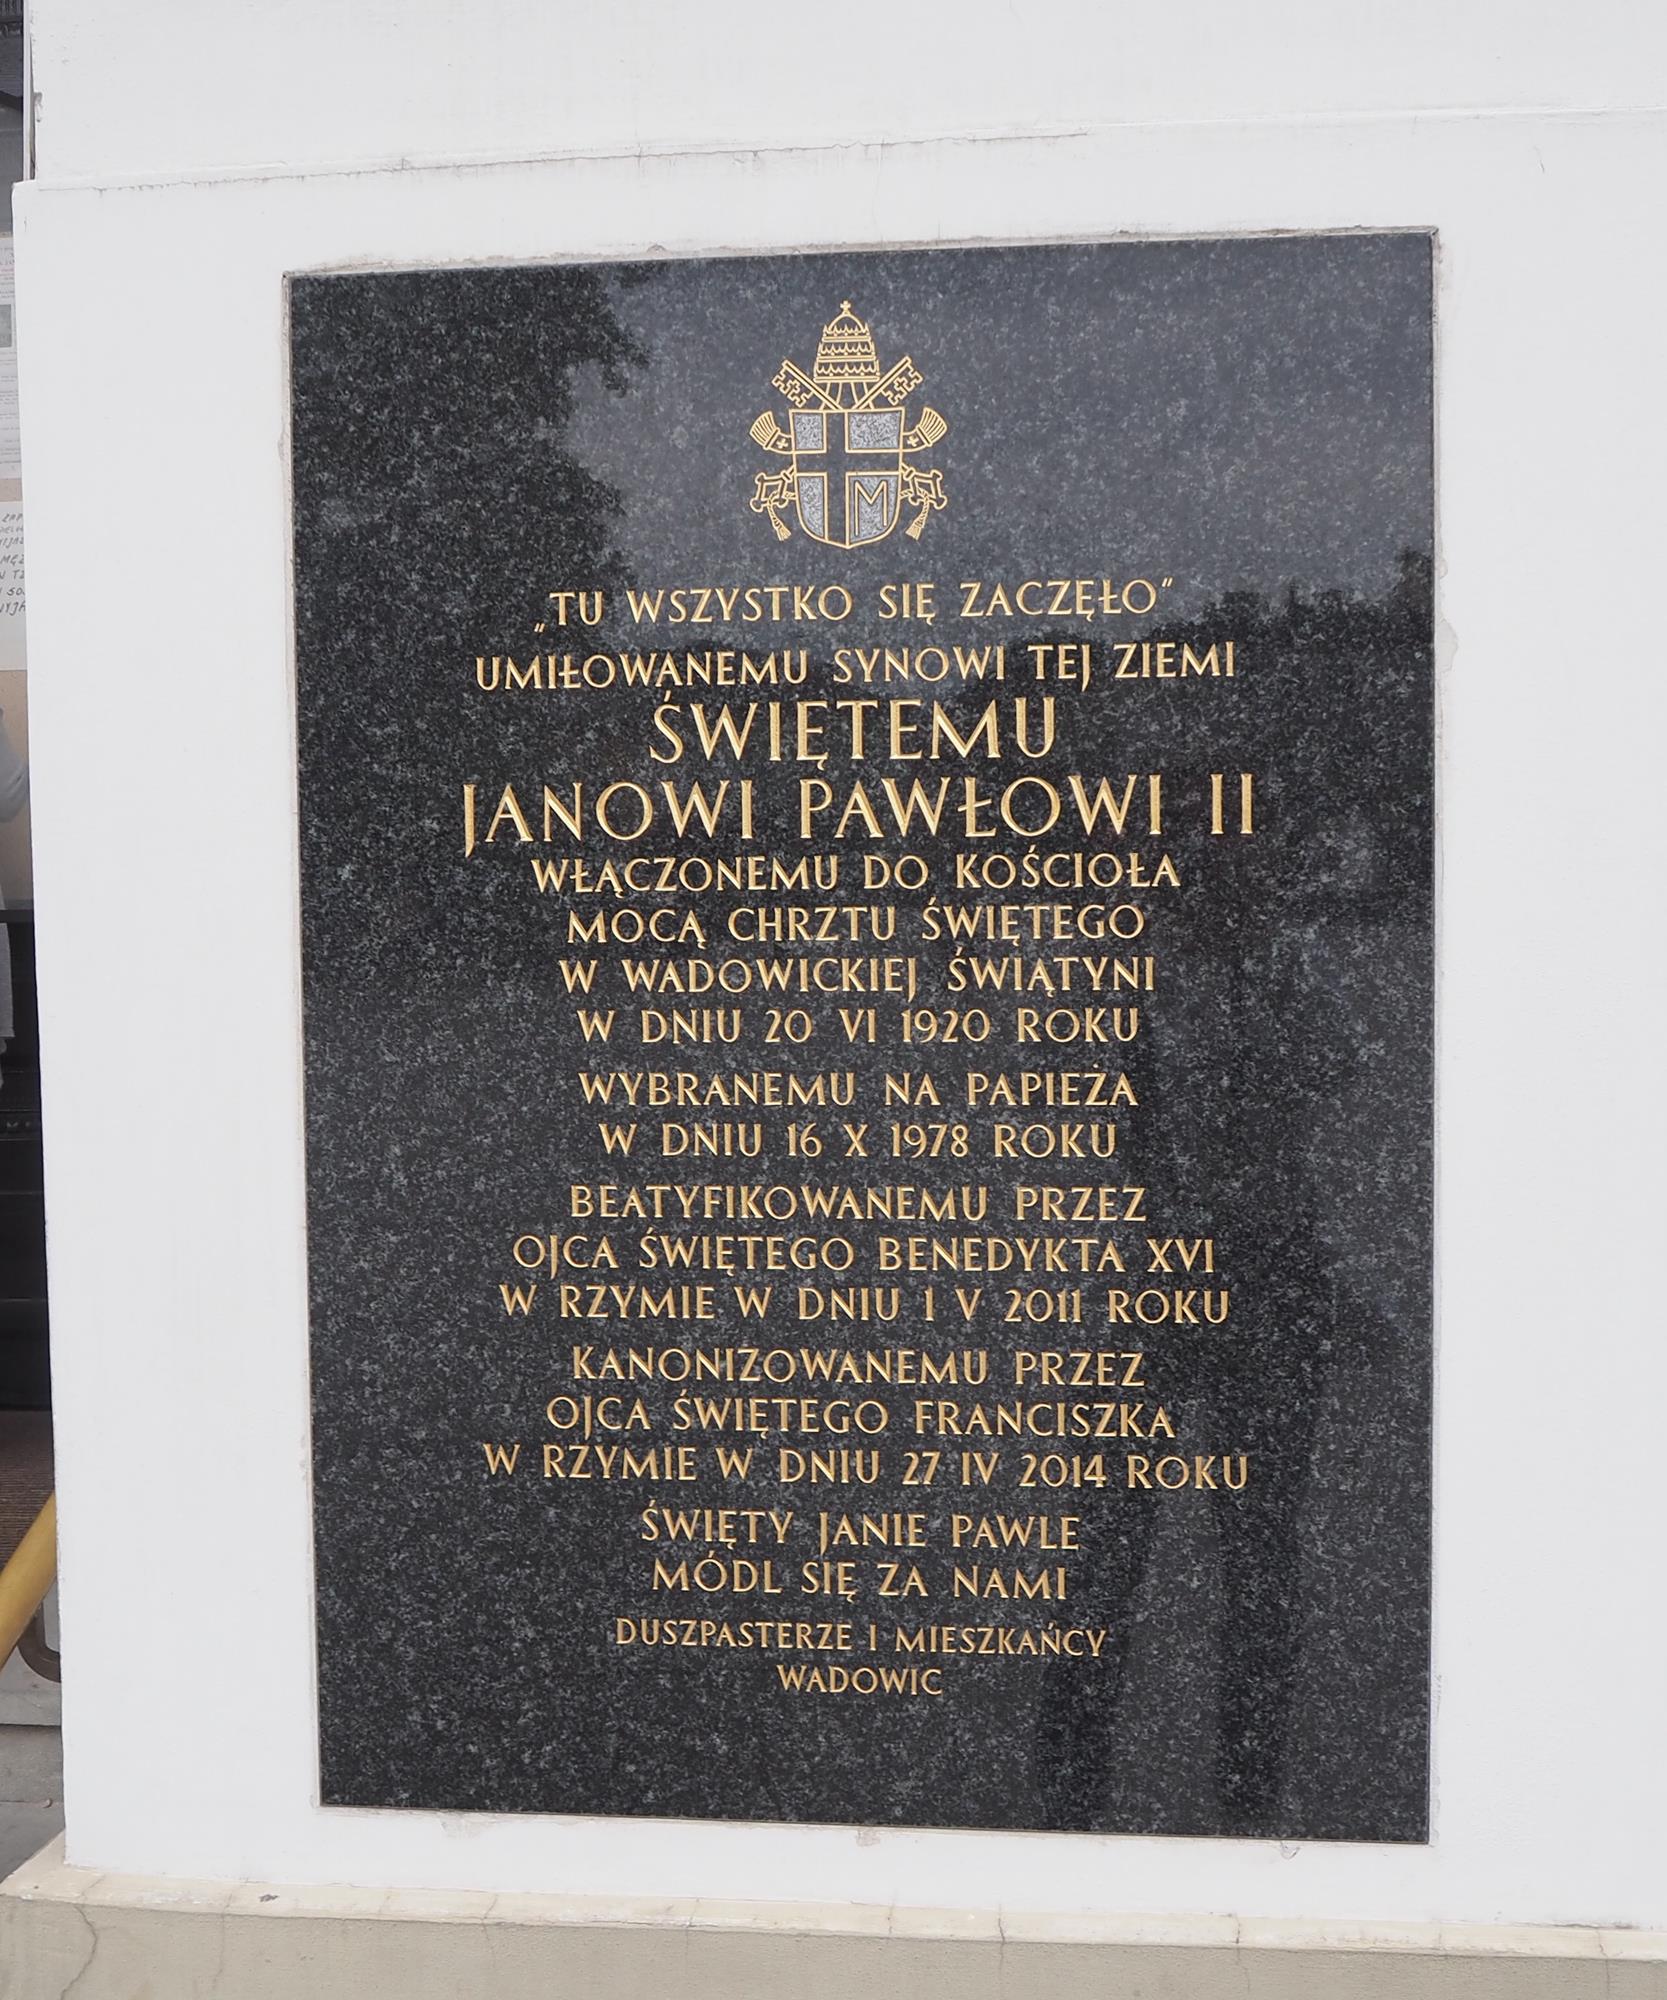 M
„TU WSZYSTKO SIĘ ZACZĘŁO"
UMIŁOWANEMU SYNOWI TEJ ZIEMI
ŚWIĘTEMU
JANOWI PAWŁOWI II
WŁĄCZONEMU DO KOŚCIOŁA
MOCĄ CHRZTU ŚWIĘTEGO
W WADOWICKIEJ ŚWIĄTYNI
W DNIU 20 VI 1920 ROKU
WYBRANEMU NA PAPIEŻA
W DNIU 16 X 1978 ROKU
BEATYFIKOWANEMU PRZEZ
OJCA ŚWIĘTEGO BENEDYKTA XVI
W RZYMIE W DNIU 1 V 2011 ROKU
KANONIZOWANEMU PRZEZ
OJCA ŚWIĘTEGO FRANCISZKA
W RZYMIE W DNIU 27 IV 2014 ROKU
ŚWIĘTY JANIE PAWLE
MÓDL SIĘ ZA NAMI
DUSZPASTERZE I MIESZKAŃCY
WADOWIC